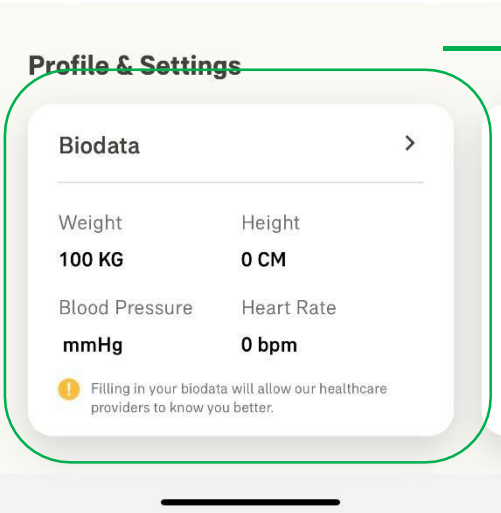 Profile & Settings
Biodata
Weight Height
100 KG 0 CM
Blood Pressure Heart Rate
mmHg 0 bpm
Filling in your biodata will allow our healthcare
providers to know you better.